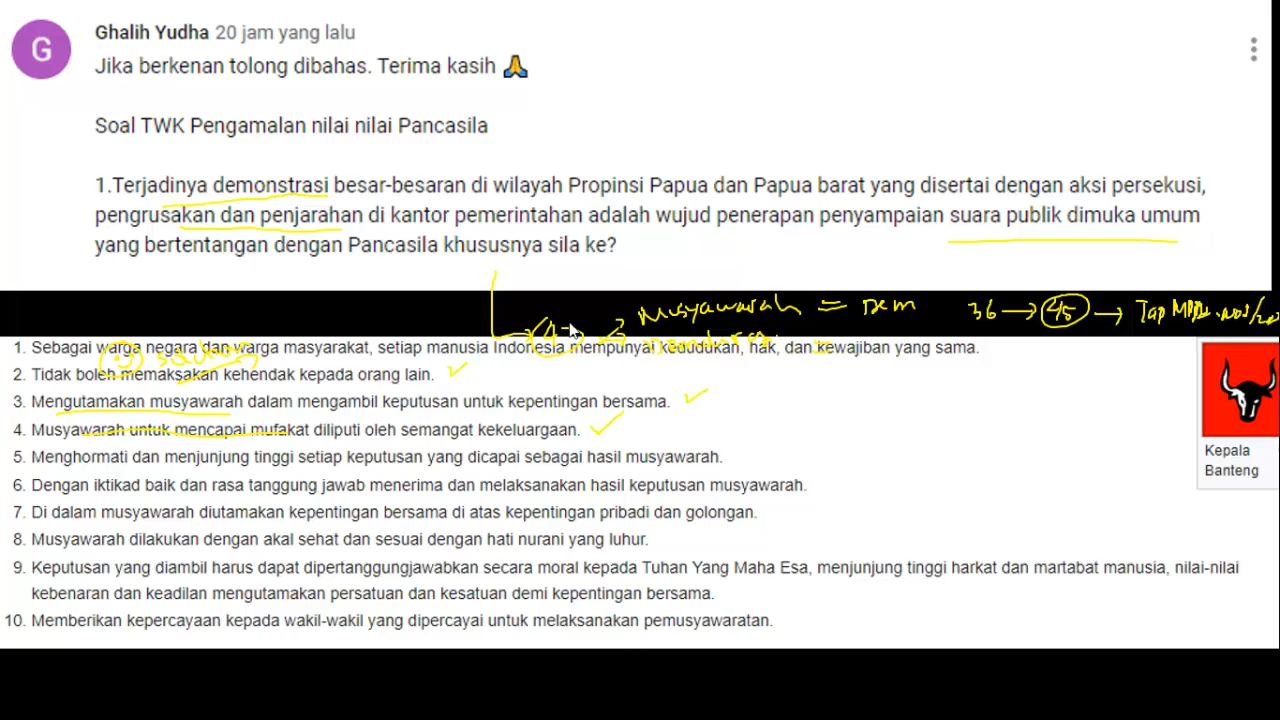 G
Ghalih Yudha 20 jam yang lalu
Jika berkenan tolong dibahas. Terima kasih 🙏
Soal TWK Pengamalan nilai nilai Pancasila
1.Terjadinya demonstrasi besar-besaran di wilayah Propinsi Papua dan Papua barat yang disertai dengan aksi persekusi,
pengrusakan dan penjarahan di kantor pemerintahan adalah wujud penerapan penyampaian suara publik dimuka umum
yang bertentangan dengan Pancasila khususnya sila ke?
4 Musyawarah = Dem 36 → 45 → Tap
1. Sebagai warga negara dan warga masyarakat, setiap manusia Indonesia mempunyai kedudukan, hak, dan kewajiban yang sama.
2. Tidak boleh memaksakan kehendak kepada orang lain.
3. Mengutamakan musyawarah dalam mengambil keputusan untuk kepentingan bersama.
4. Musyawarah untuk mencapai mufakat diliputi oleh semangat kekeluargaan.
5. Menghormati dan menjunjung tinggi setiap keputusan yang dicapai sebagai hasil musyawarah.
6. Dengan iktikad baik dan rasa tanggung jawab menerima dan melaksanakan hasil keputusan musyawarah.
7. Di dalam musyawarah diutamakan kepentingan bersama di atas kepentingan pribadi dan golongan.
8. Musyawarah dilakukan dengan akal sehat dan sesuai dengan hati nurani yang luhur.
9. Keputusan yang diambil harus dapat dipertanggungjawabkan secara moral kepada Tuhan Yang Maha Esa, menjunjung tinggi harkat dan martabat manusia, nilai-nilai
kebenaran dan keadilan mengutamakan persatuan dan kesatuan demi kepentingan bersama.
10. Memberikan kepercayaan kepada wakil-wakil yang dipercayai untuk melaksanakan pemusyawaratan.
Kepala
Banteng